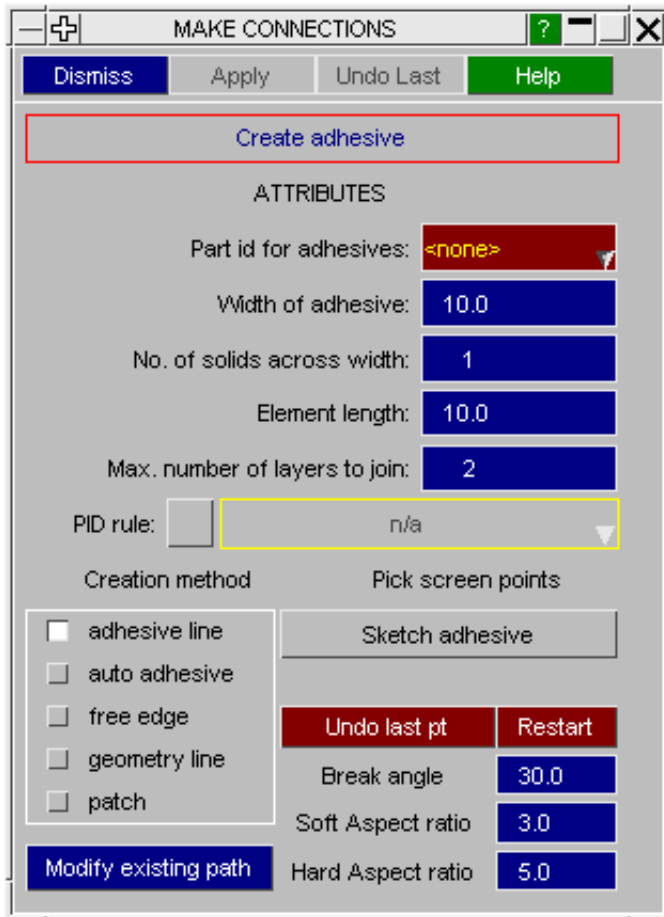 MAKE CONNECTIONS ?
Dismiss Apply Undo Last Help
Create adhesive
ATTRIBUTES
Part id for adhesives: <none>
Width of adhesive: 10.0
No. of solids across width: 1
Element length: 10.0
Max. number of layers to join: 2
PID rule: n/a
Creation method Pick screen points
adhesive line Sketch adhesive
auto adhesive
free edge Undo last pt Restart
geometry line Break angle 30.0
patch Soft Aspect ratio 3.0
Modify existing path Hard Aspect ratio 5.0